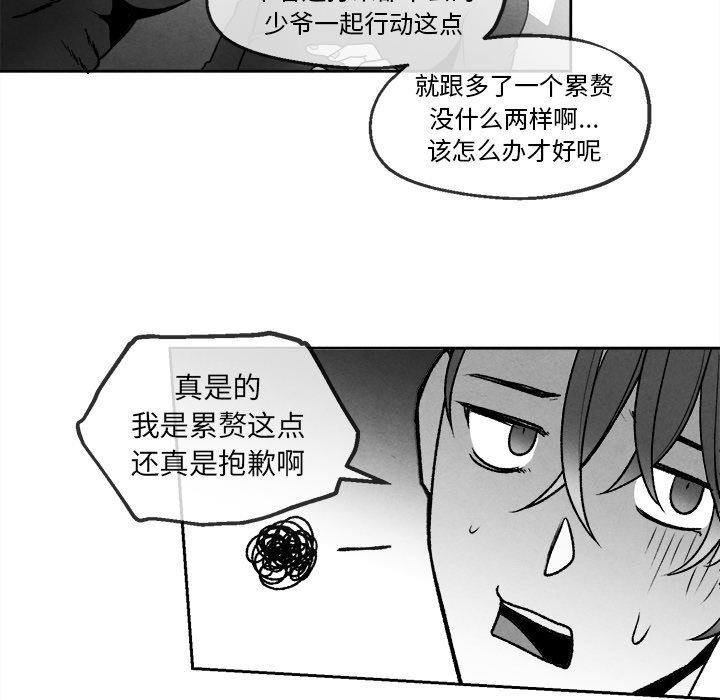 少爷一起行动这点
就跟多了一个累赘
没什么两样啊...
该怎么办才好呢
真是的
我是累赘这点
还真是抱歉啊